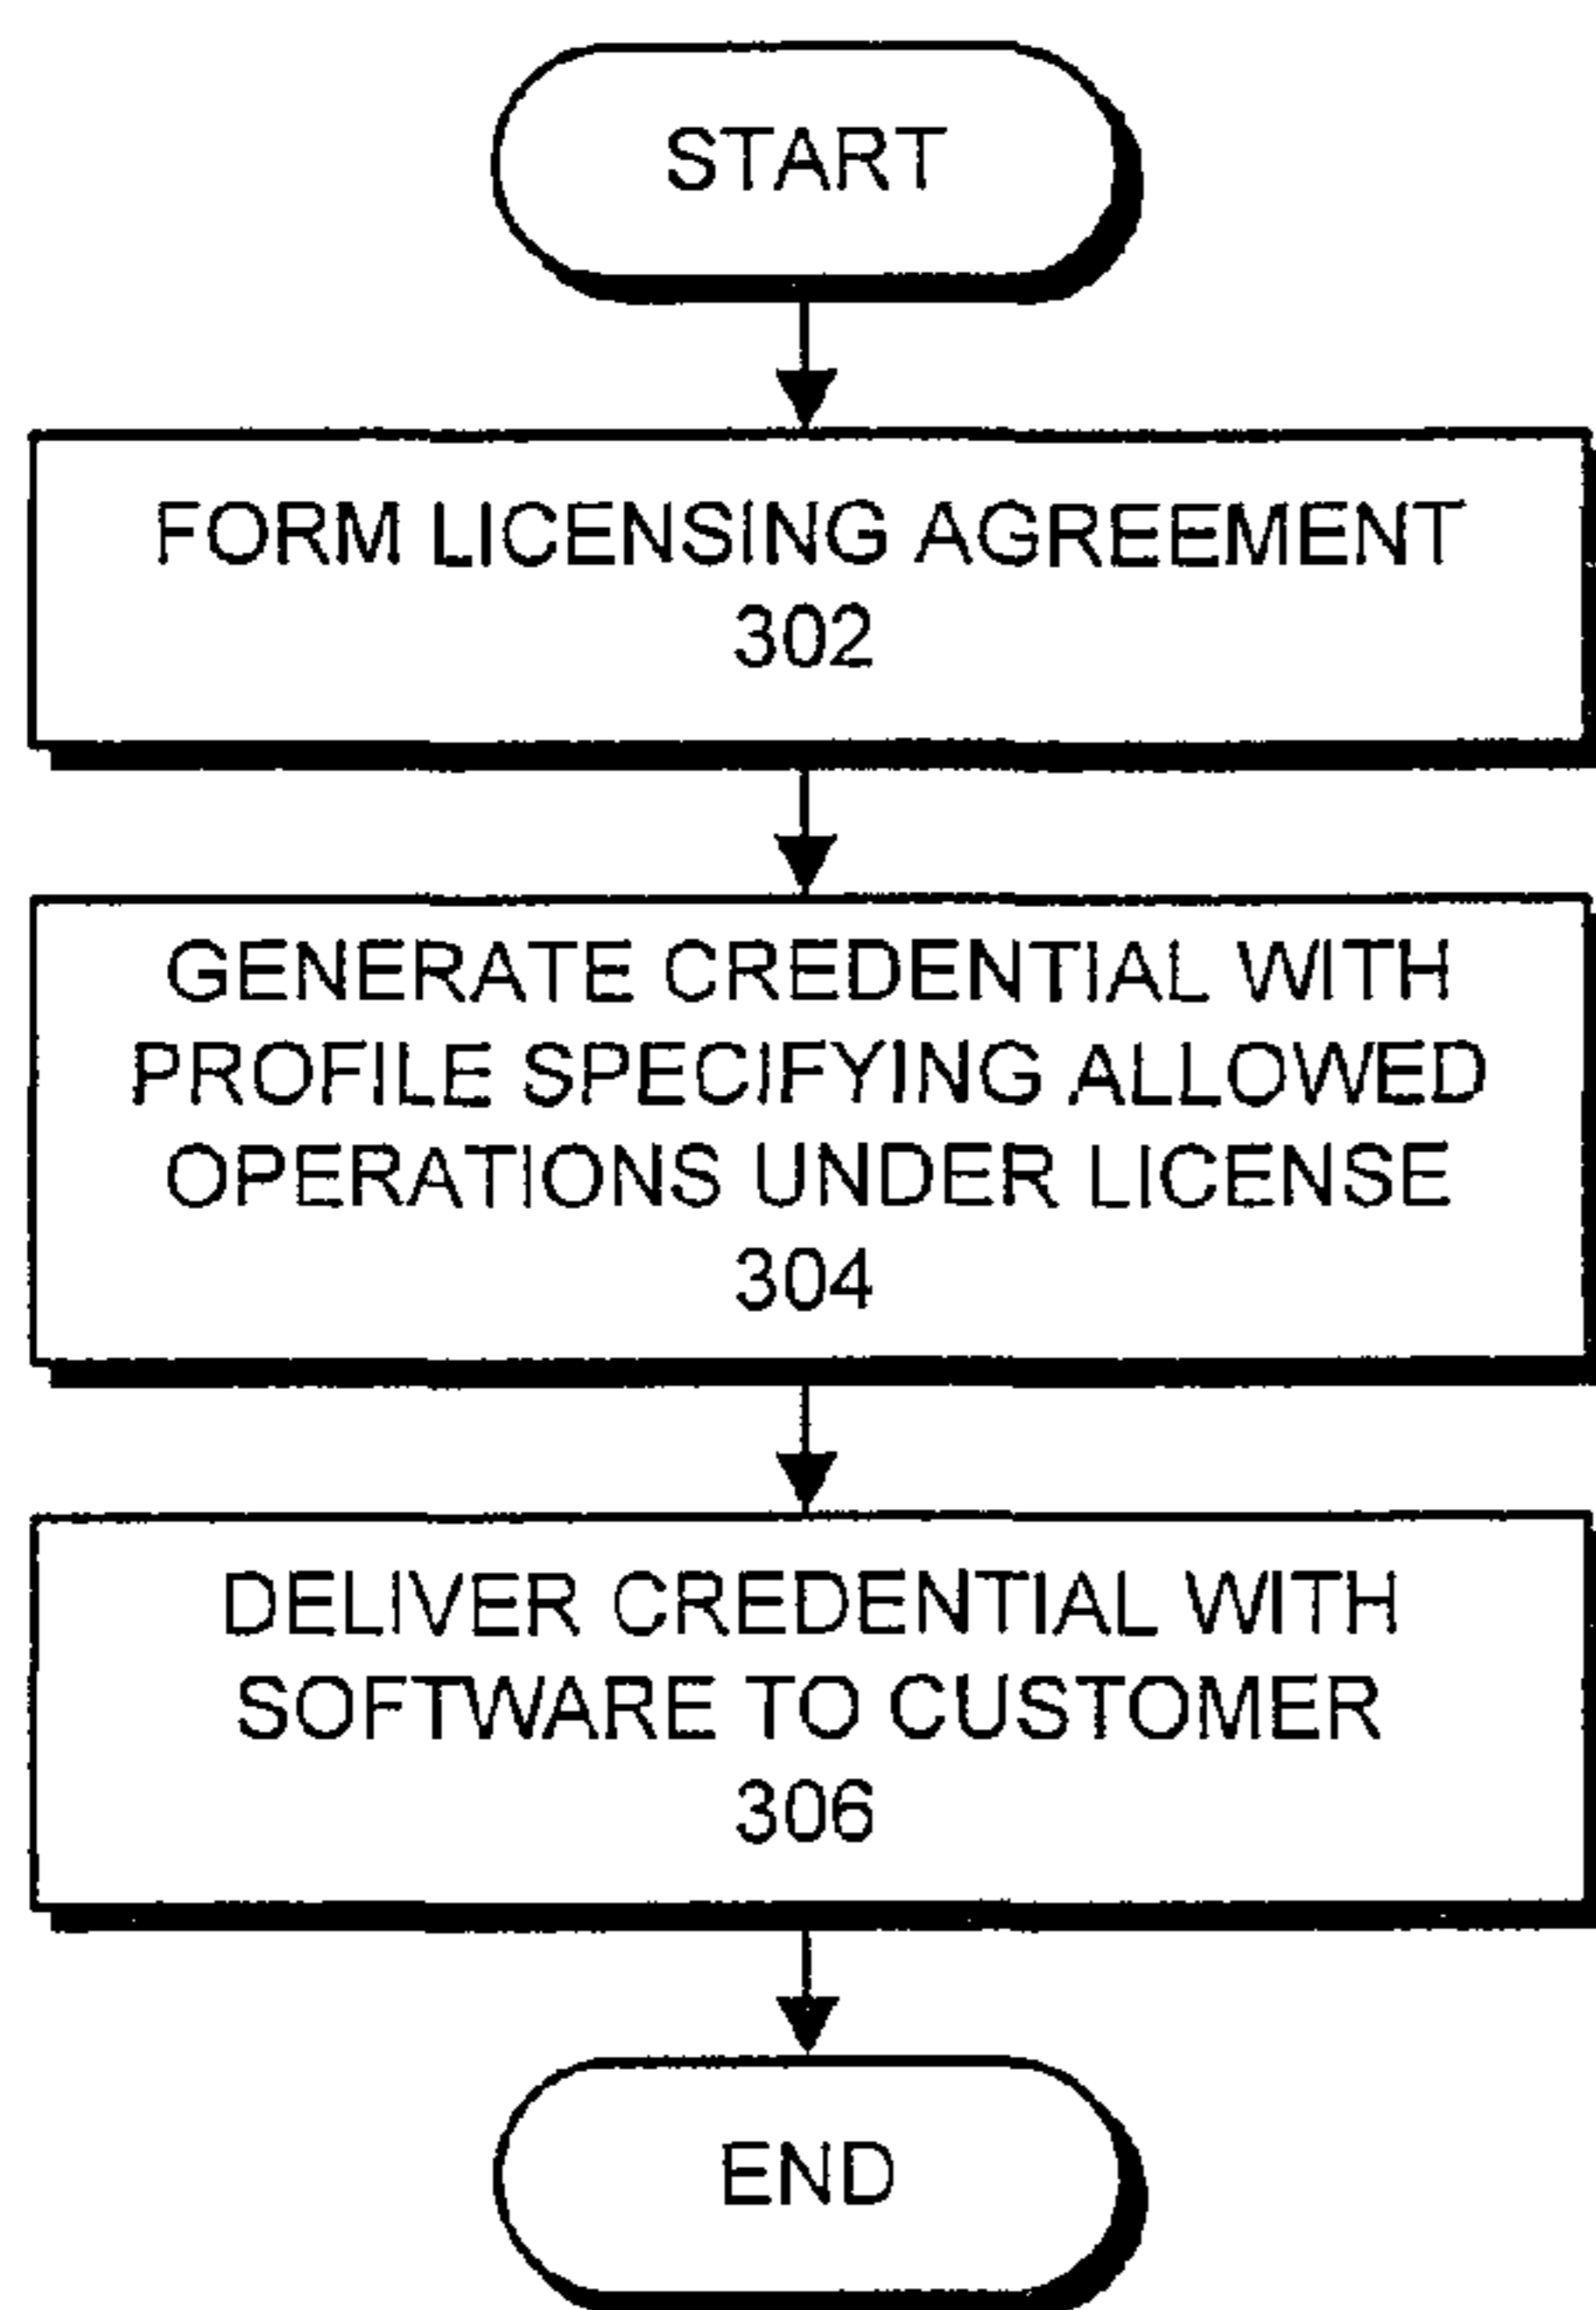 START
FORM LICENSING AGREEMENT
302
GENERATE CREDENTIAL WITH
PROFILE SPECIFYING ALLOWED
OPERATIONS UNDER LICENSE
304
DELIVER CREDENTIAL WITH
SOFTWARE TO CUSTOMER
306
END